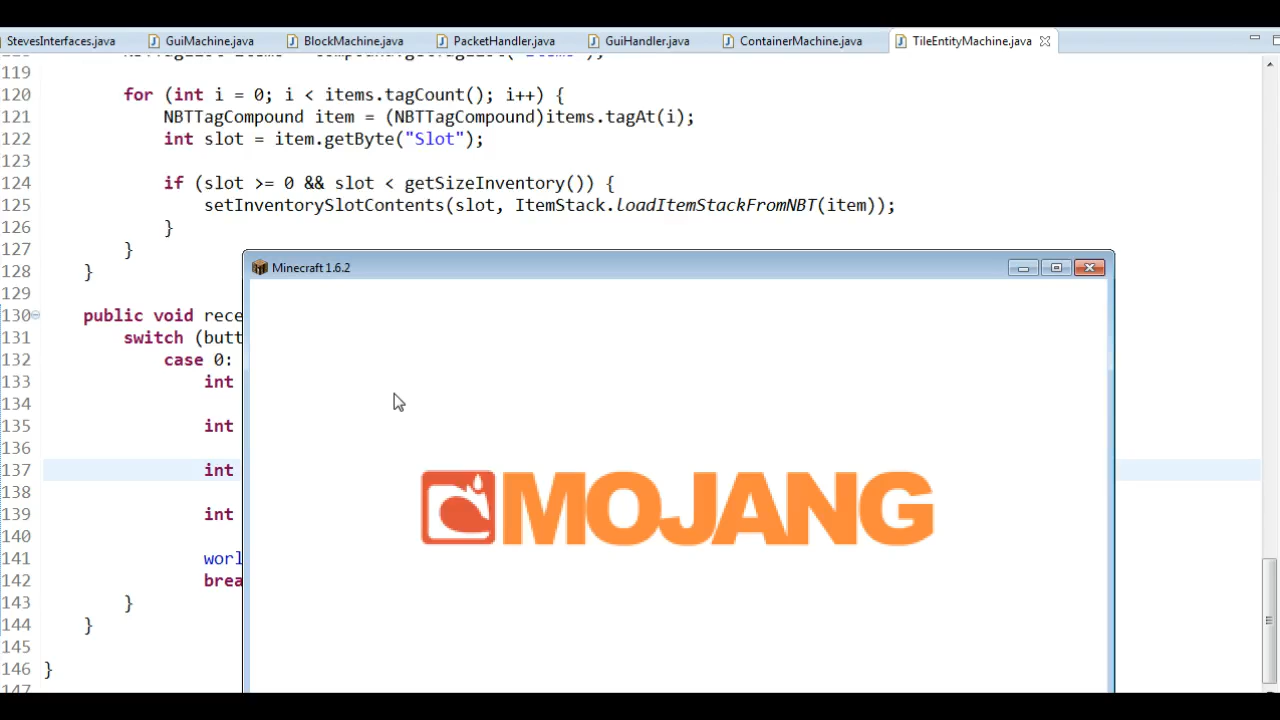 StevesInterfaces.java GuiMachine.java BlockMachine.java PacketHandler.java GuiHandler.java ContainerMachine.java TileEntityMachine.java
119
120 for (int i = 0; i < items.tagCount(); i++) {
121 NBTTagCompound item = (NBTTagCompound)items.tagAt(i);
122 int slot = item.getByte("Slot");
123
124 if (slot >= 0 && slot < getSizeInventory()) {
125 setInventorySlotContents(slot, ItemStack.loadItemStackFromNBT(item));
126 }
127 }
128 }
129
Minecraft 1.6.2
130 public void rece
131 switch (butt
132 case 0:
133 int
134
135 int
136
137 int
138
139 int
140
141 worl
142 brea
143 }
144 }
145
146 }
MOJANG